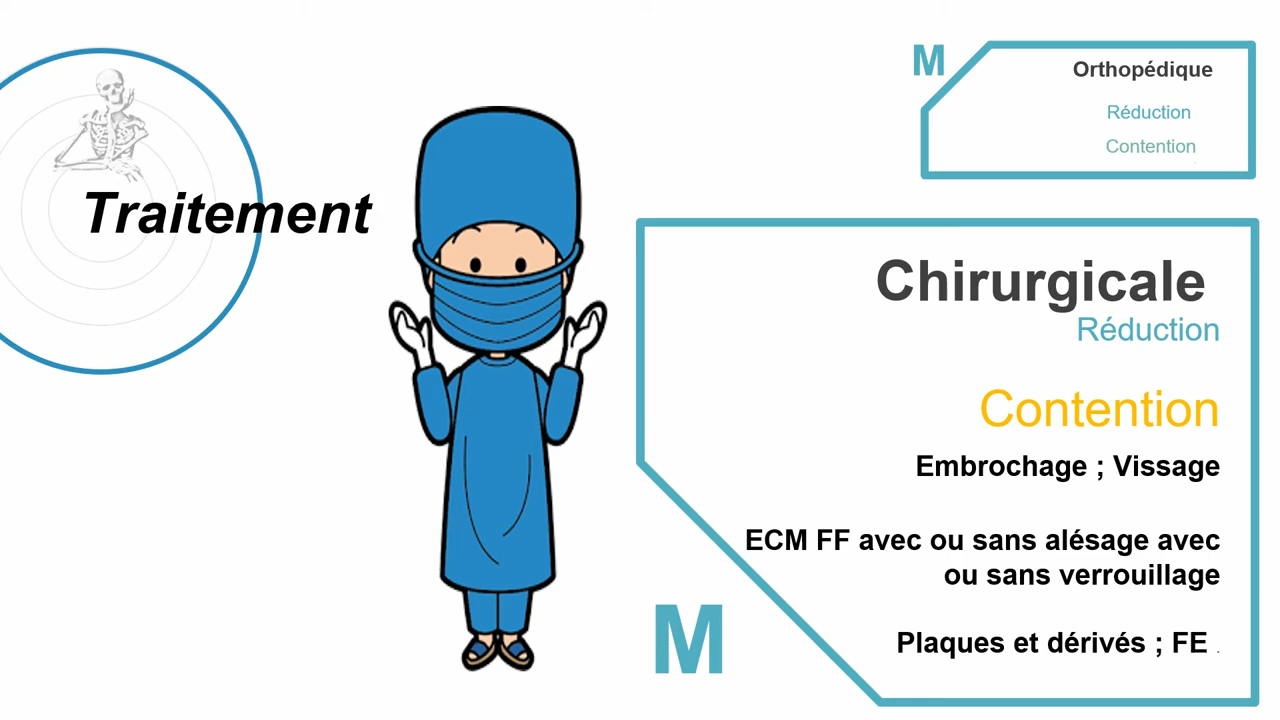 Traitement
M
Orthopédique
Réduction
Contention
Chirurgicale
Réduction
Contention
Embrochage ; Vissage
ECM FF avec ou sans alésage avec
ou sans verrouillage
Plaques et dérivés ; FE .
M